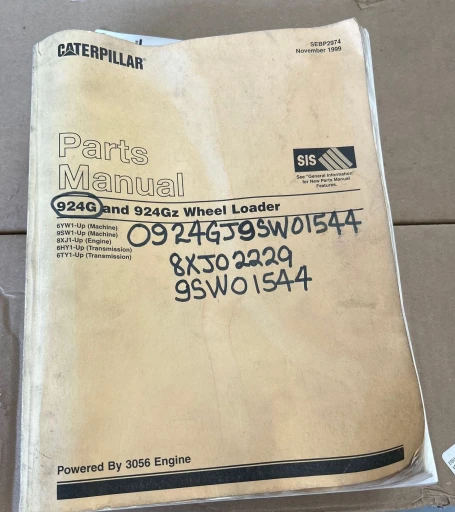 CATERPILLAR
SEBP2974
November 1999
Parts
Manual
SIS
See "General Information"
for New Parts Manual
Features.
924G and 924Gz Wheel Loader
6YW1-Up (Machine)
9SW1-Up (Machine)
8XJ1-Up (Engine)
6HY1-Up (Transmission)
6TY1-Up (Transmission)
0924GJ9SW01544
8XJ02229
9SW01544
Powered By 3056 Engine